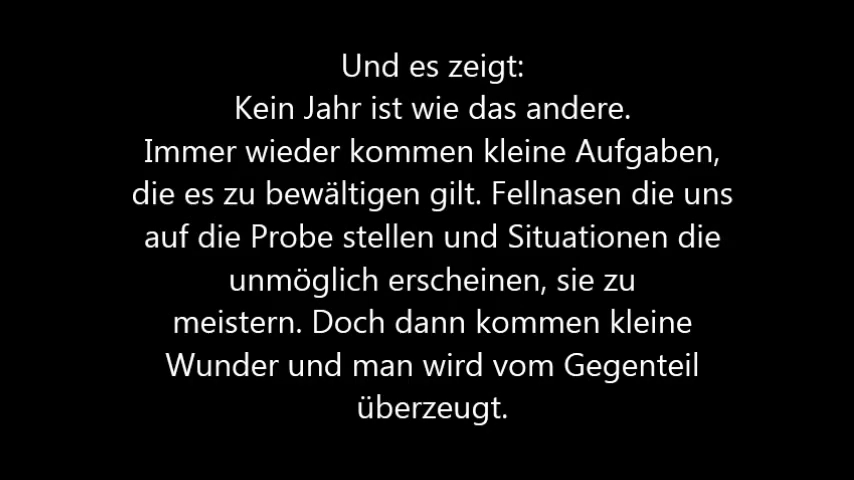 Und es zeigt:
Kein Jahr ist wie das andere.
Immer wieder kommen kleine Aufgaben,
die es zu bewältigen gilt. Fellnasen die uns
auf die Probe stellen und Situationen die
unmöglich erscheinen, sie zu
meistern. Doch dann kommen kleine
Wunder und man wird vom Gegenteil
überzeugt.